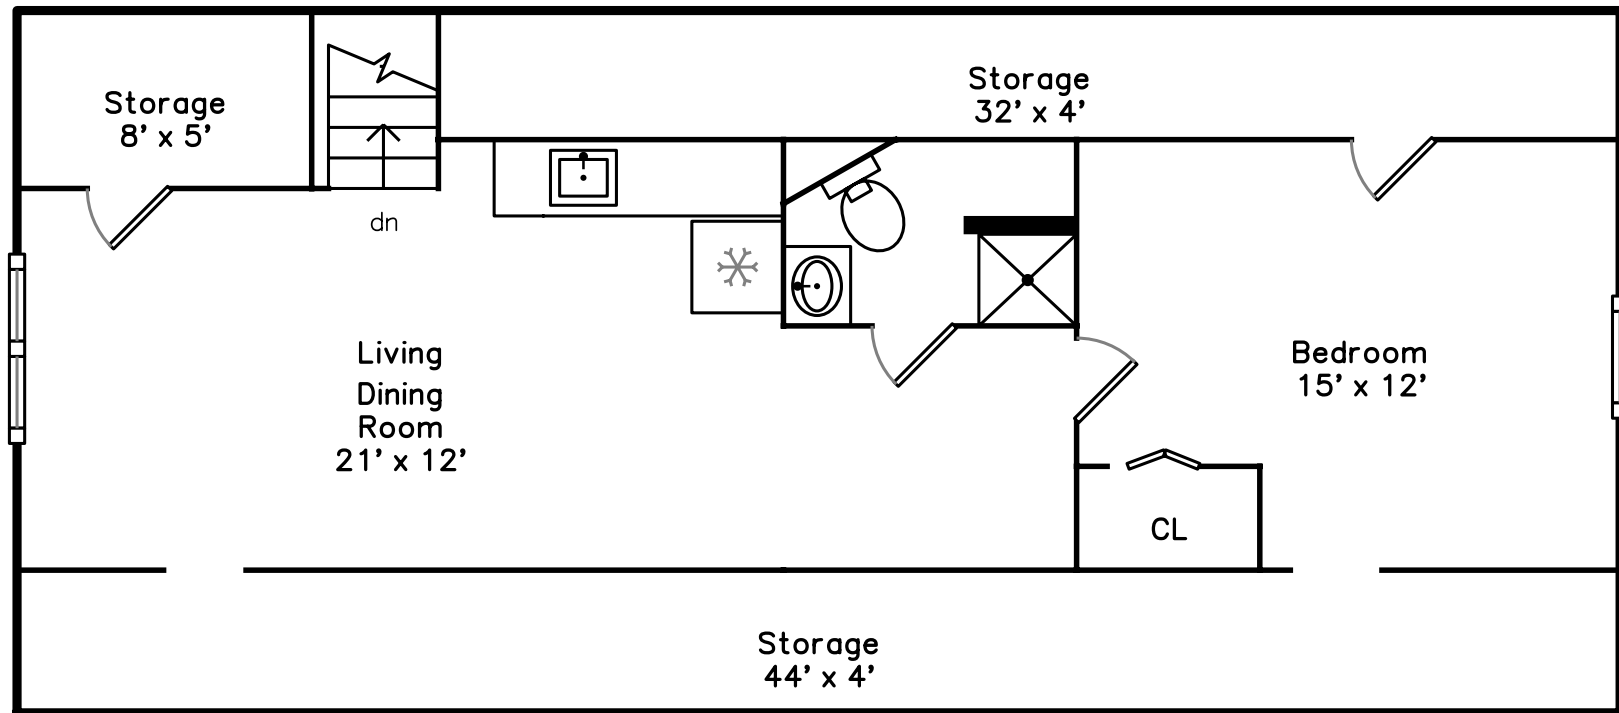 Storage
8' x 5'
Storage
32' x 4'
dn
Living
Dining
Room
21' x 12'
Bedroom
15' x 12'
CL
Storage
44' x 4'